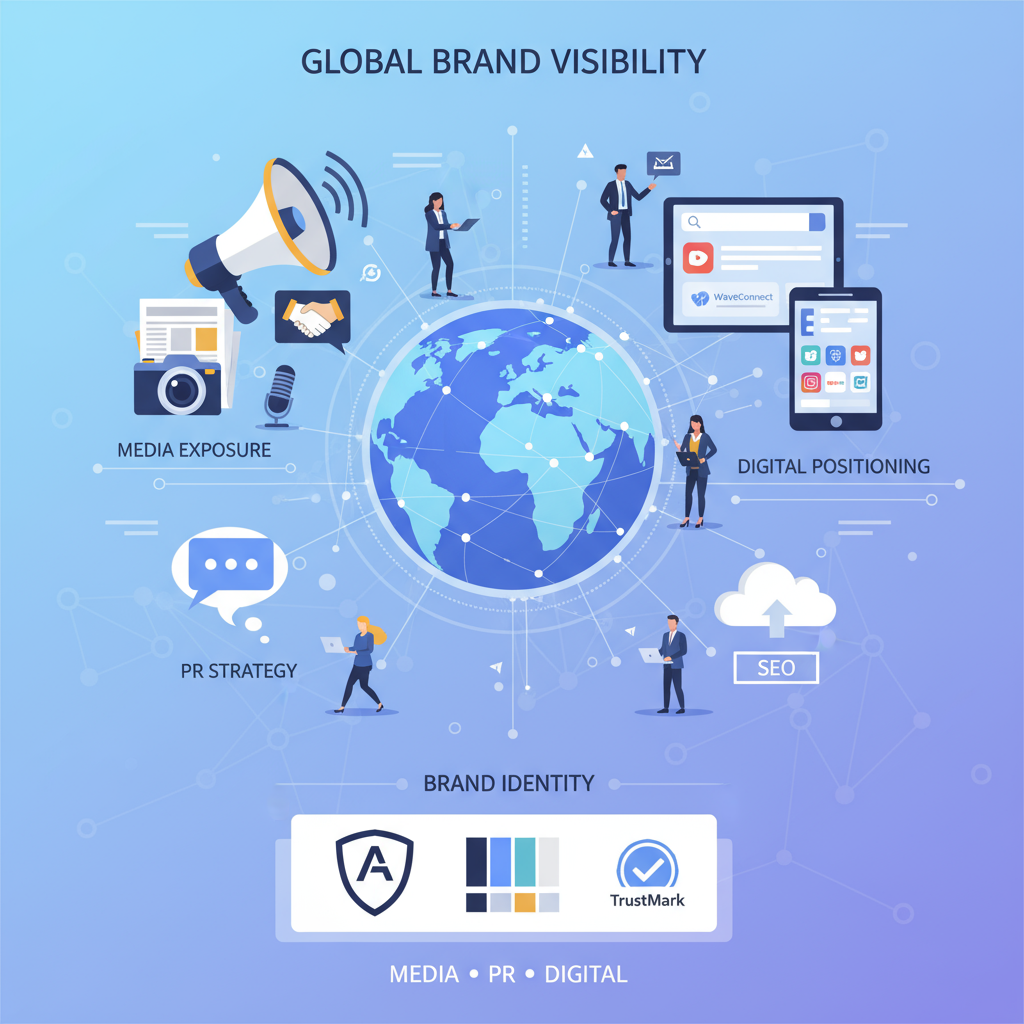 GLOBAL BRAND VISIBILITY
WaveConnect
MEDIA EXPOSURE
DIGITAL POSITIONING
PR STRATEGY
SEO
BRAND IDENTITY
A
TrustMark
MEDIA • PR • DIGITAL